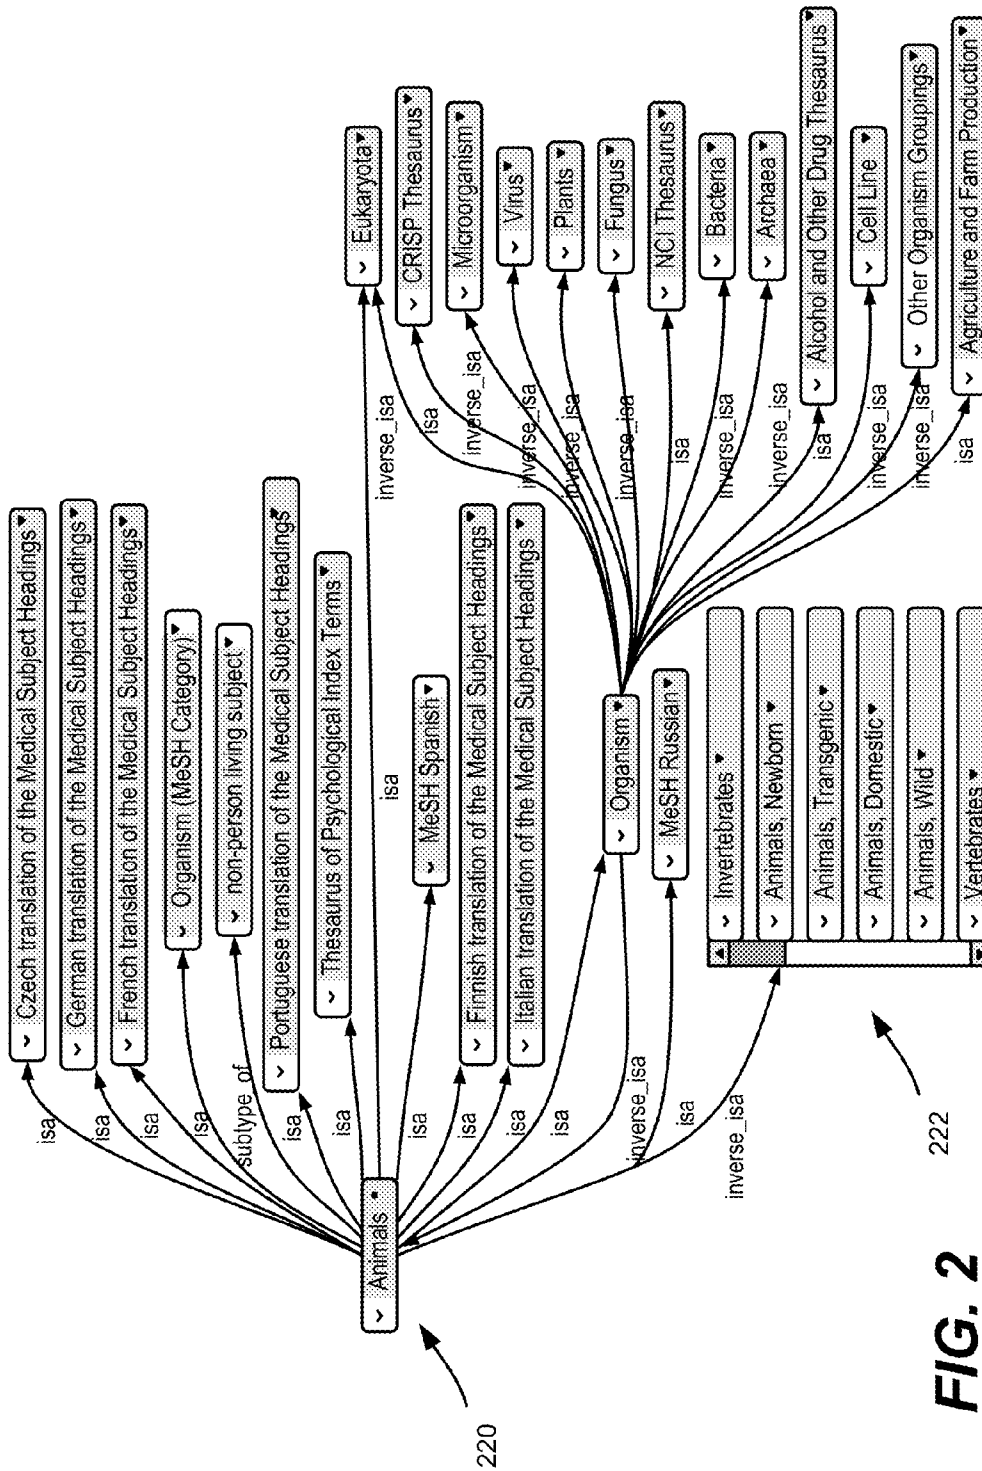 Czech translation of the Medical Subject Headings
German translation of the Medical Subject Headings
French translation of the Medical Subject Headings
Organism (MeSH Category)
non-person living subject
Portuguese translation of the Medical Subject Headings
Thesaurus of Psychological Index Terms
MeSH Spanish
Finnish translation of the Medical Subject Headings
Italian translation of the Medical Subject Headings
Organism
MeSH Russian
Invertebrates
Animals, Newborn
Animals, Transgenic
Animals, Domestic
Animals, Wild
Vertebrates
Animals
isa
isa
isa
isa
subtype_of
isa
isa
isa
isa
isa
isa
isa
inverse_isa
isa
inverse_isa
Eukaryota
CRISP Thesaurus
Microorganism
Virus
Plants
Fungus
NCI Thesaurus
Bacteria
Archaea
Alcohol and Other Drug Thesaurus
Cell Line
Other Organism Groupings
Agriculture and Farm Production
inverse_isa
isa
inverse_isa
inverse_isa
inverse_isa
inverse_isa
isa
inverse_isa
inverse_isa
isa
inverse_isa
inverse_isa
isa
220
222
FIG. 2